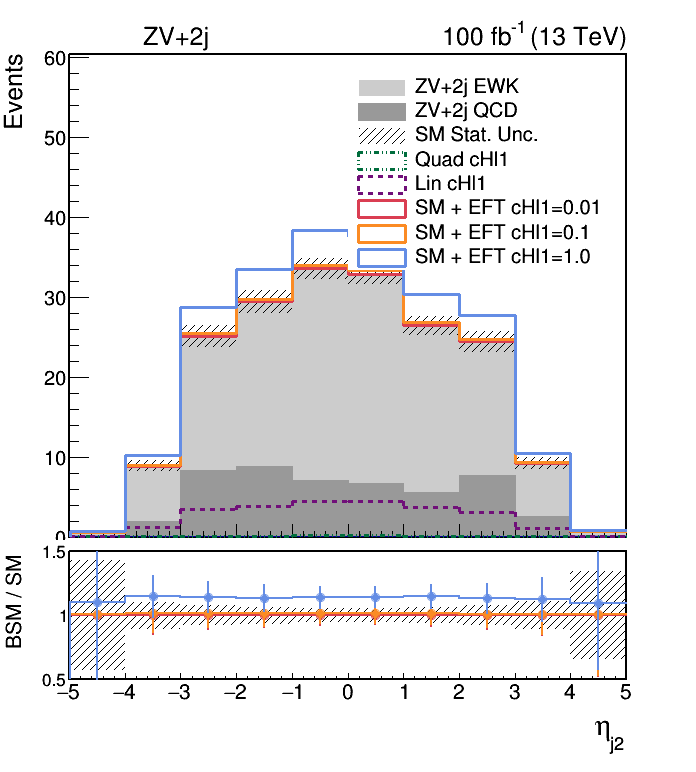 ZV+2j 100 fb-1 (13 TeV)
Events
60
50
40
30
20
10
0
ZV+2j EWK
ZV+2j QCD
SM Stat. Unc.
Quad cHl1
Lin cHl1
SM + EFT cHl1=0.01
SM + EFT cHl1=0.1
SM + EFT cHl1=1.0
BSM / SM
1.5
1
0.5
−5 −4 −3 −2 −1 0 1 2 3 4 5
ηj2